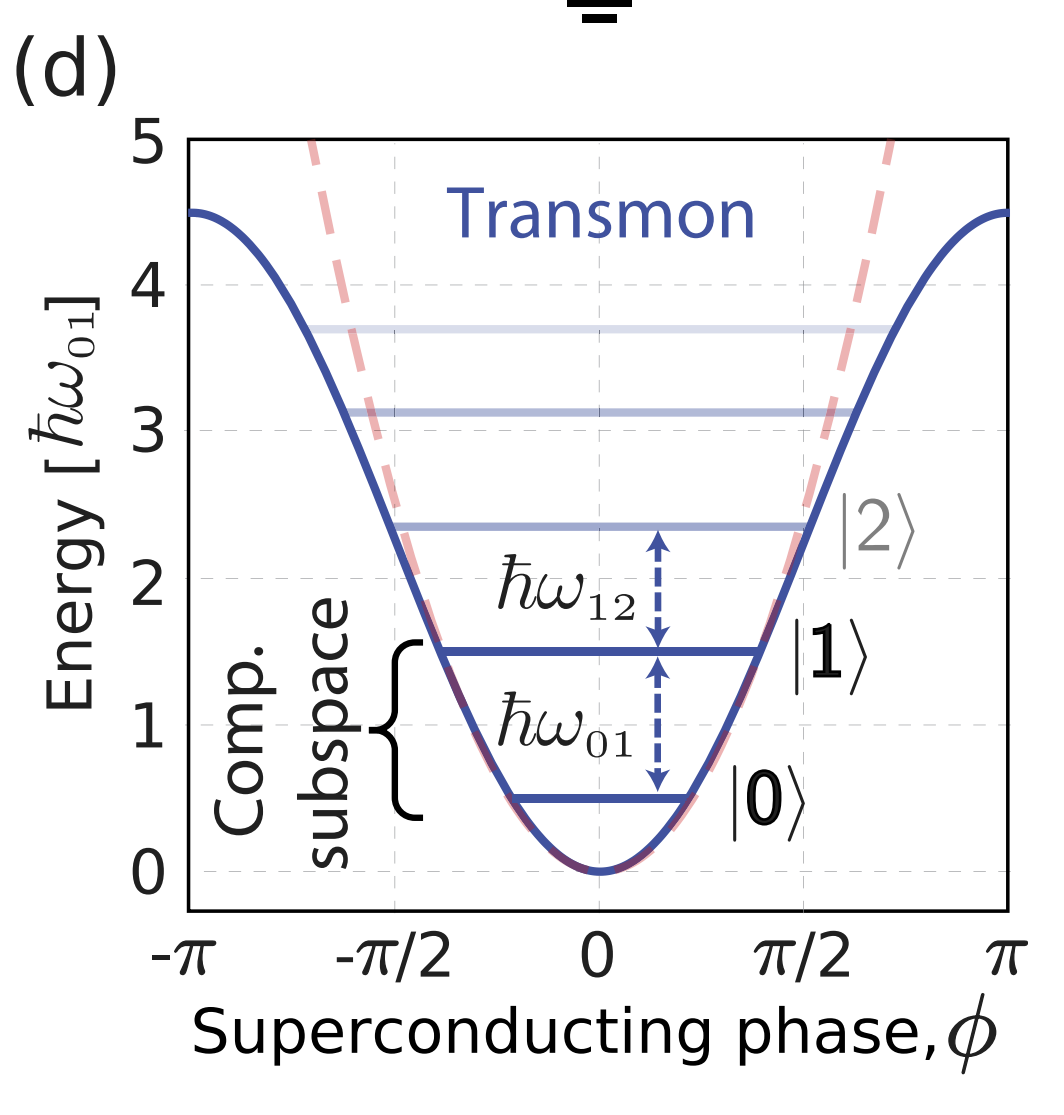 (d)
5
4
3
2
1
0
Energy [ℏω₀₁]
Transmon
|2⟩
ℏω₁₂
|1⟩
Comp.
subspace
ℏω₀₁
|0⟩
-π -π/2 0 π/2 π
Superconducting phase, ϕ